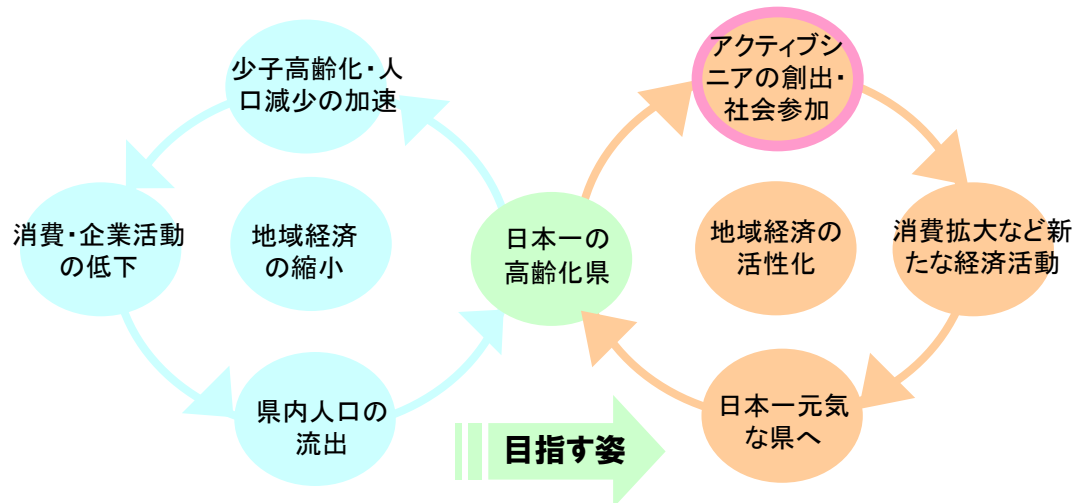 少子高齢化・人
口減少の加速
消費・企業活動
の低下
地域経済
の縮小
県内人口の
流出
日本一の
高齢化県
アクティブシ
ニアの創出・
社会参加
地域経済の
活性化
消費拡大など新
たな経済活動
日本一元気
な県へ
目指す姿